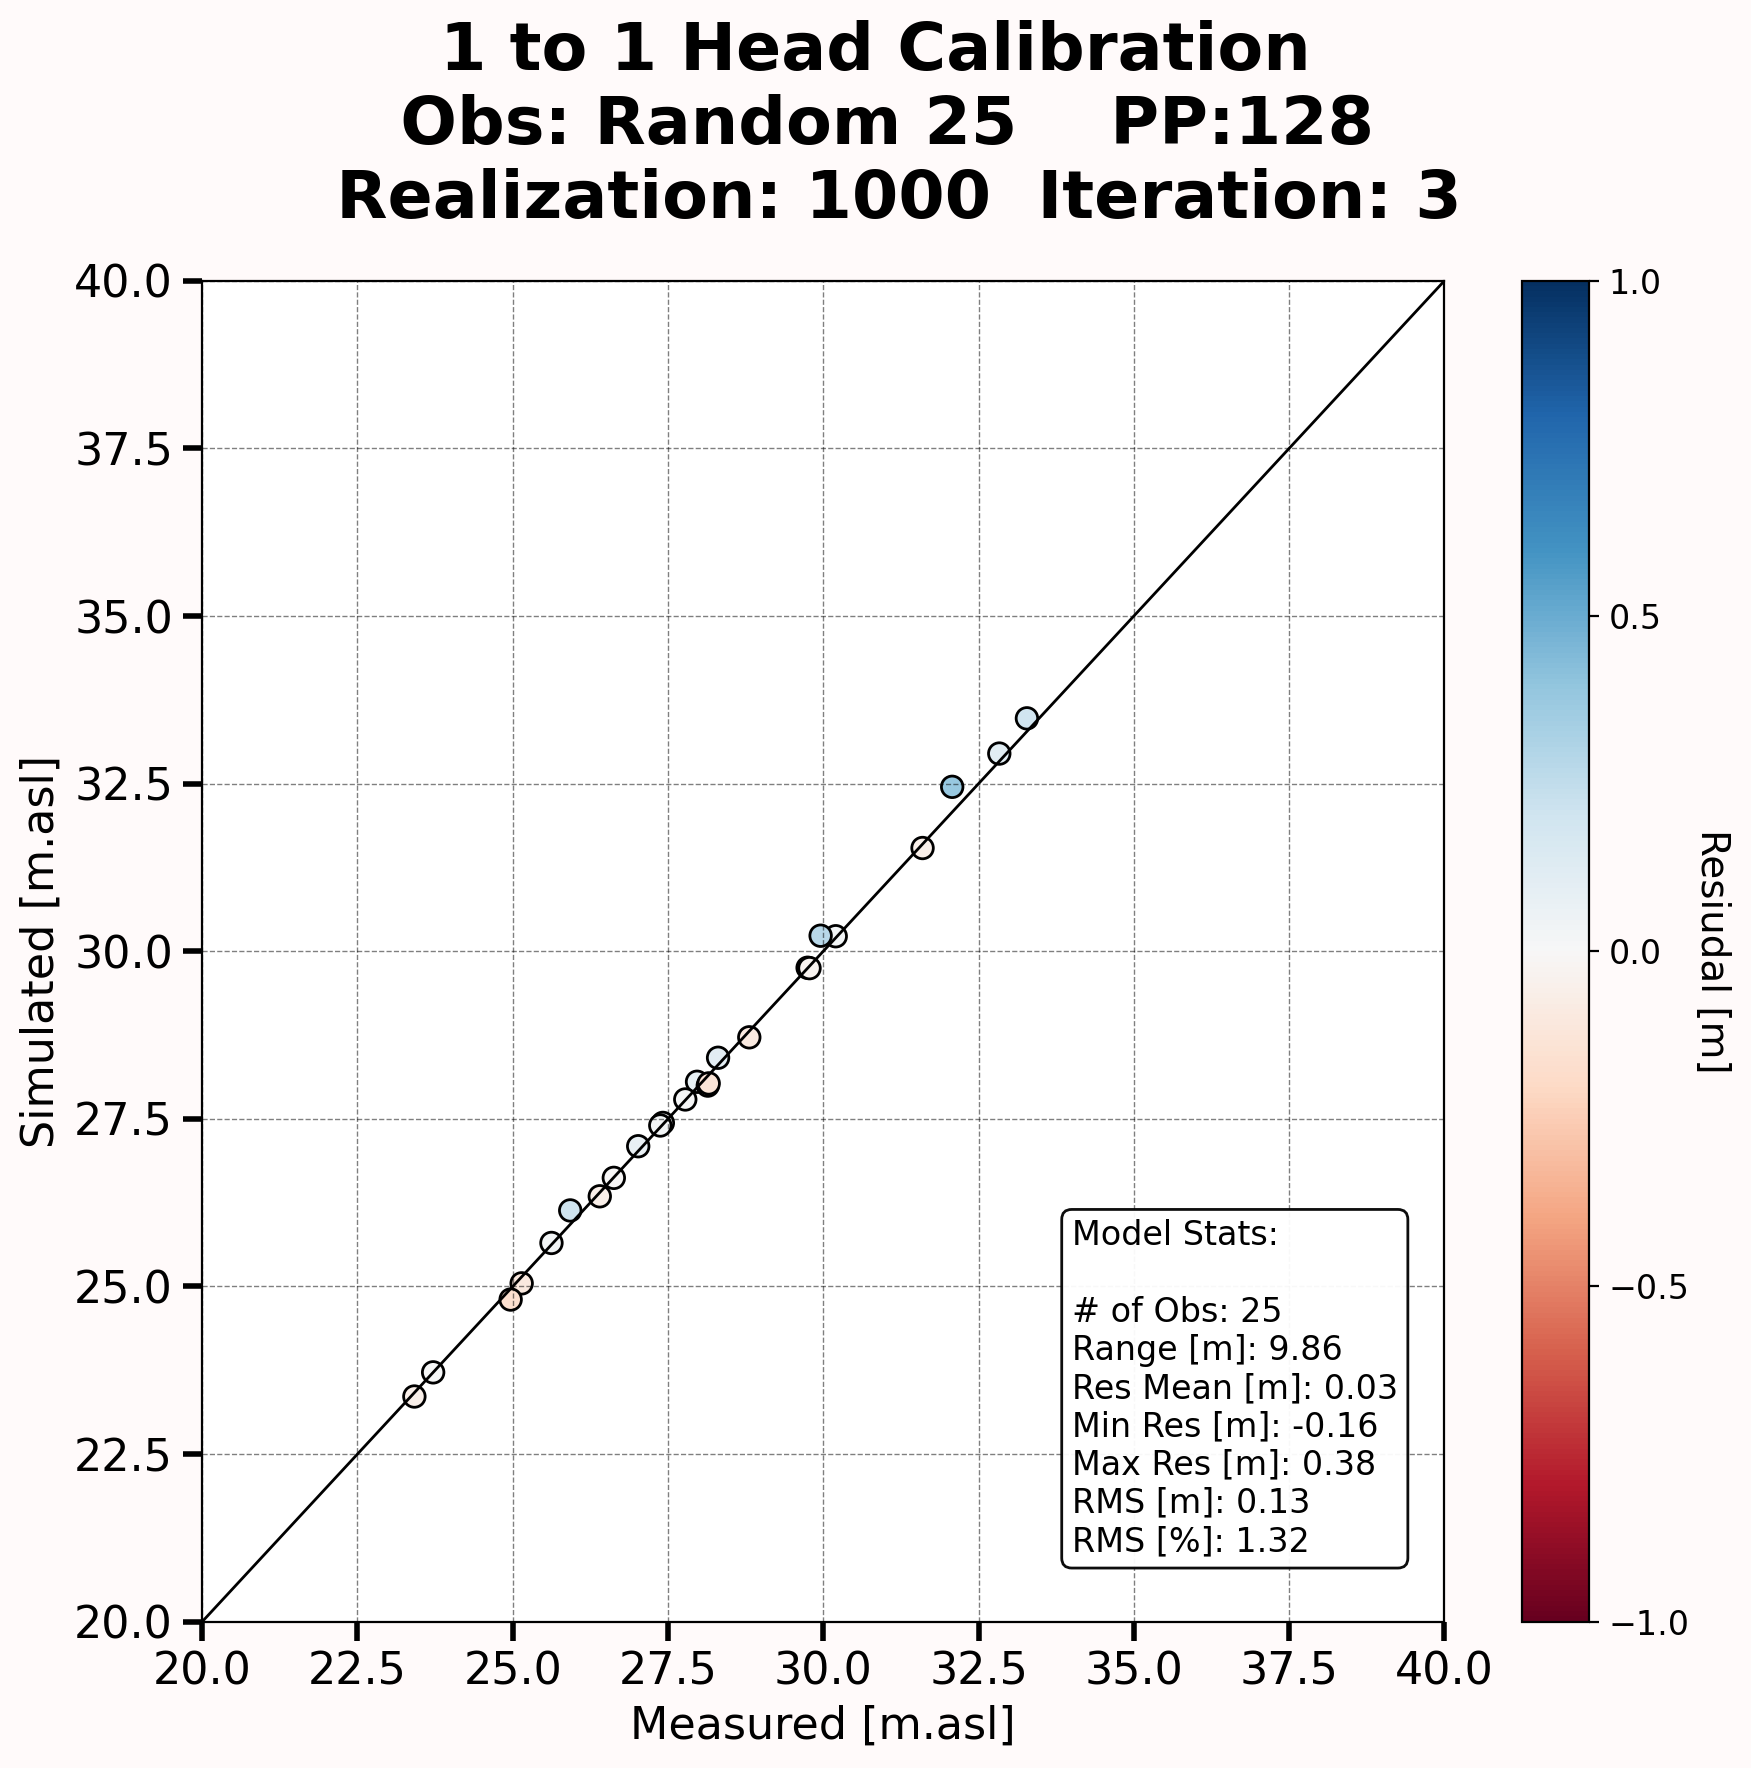 1 to 1 Head Calibration
Obs: Random 25    PP:128
Realization: 1000  Iteration: 3
40.0
37.5
35.0
32.5
30.0
27.5
25.0
22.5
20.0
Simulated [m.asl]
20.0 22.5 25.0 27.5 30.0 32.5 35.0 37.5 40.0
Measured [m.asl]
Model Stats:
# of Obs: 25
Range [m]: 9.86
Res Mean [m]: 0.03
Min Res [m]: -0.16
Max Res [m]: 0.38
RMS [m]: 0.13
RMS [%]: 1.32
1.0
0.5
0.0
−0.5
−1.0
Resiudal [m]